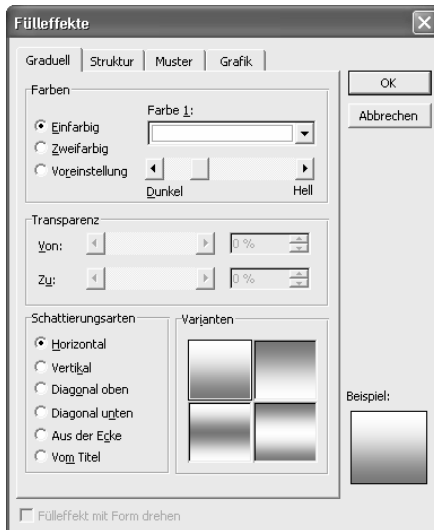 Fülleffekte
Graduell Struktur Muster Grafik
OK
Abbrechen
Farben
Einfarbig
Zweifarbig
Voreinstellung
Farbe 1:
Dunkel Hell
Transparenz
Von: 0 %
Zu: 0 %
Schattierungsarten
Horizontal
Vertikal
Diagonal oben
Diagonal unten
Aus der Ecke
Vom Titel
Varianten
Beispiel:
Fülleffekt mit Form drehen